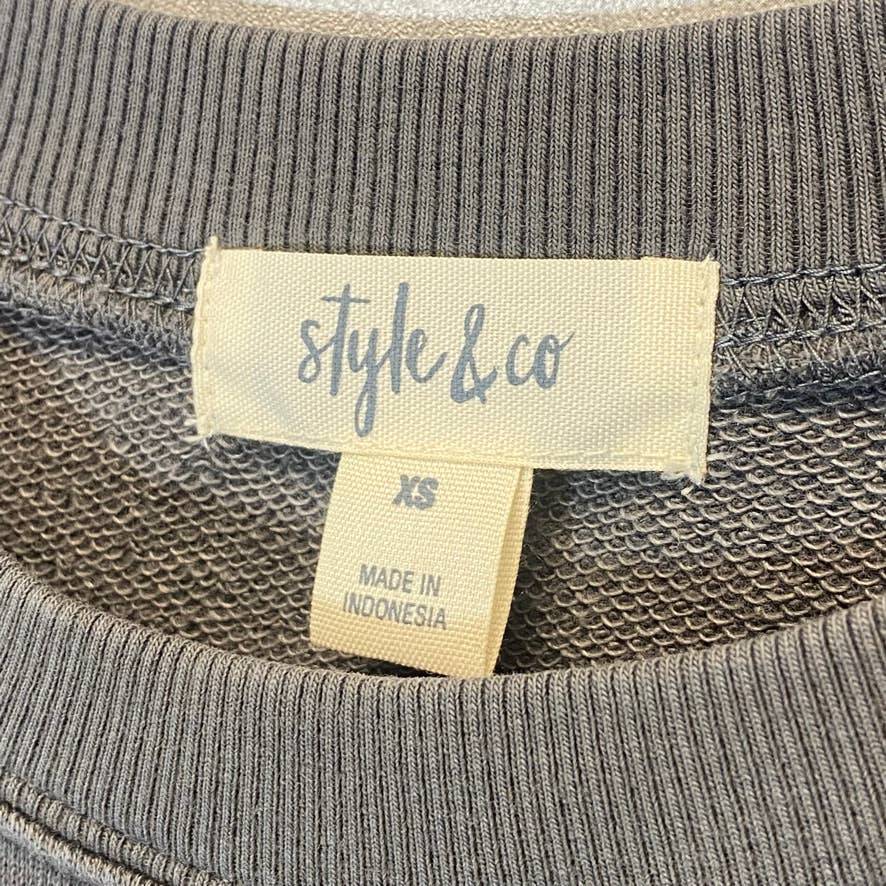 style & co
XS
MADE IN
INDONESIA